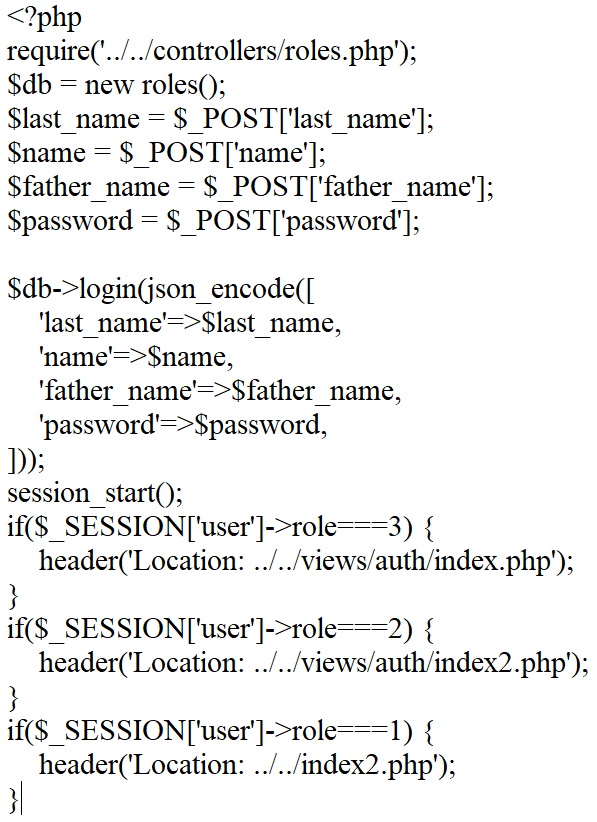 <?php
require('../../controllers/roles.php');
$db = new roles();
$last_name = $_POST['last_name'];
$name = $_POST['name'];
$father_name = $_POST['father_name'];
$password = $_POST['password'];

$db->login(json_encode([
    'last_name'=>$last_name,
    'name'=>$name,
    'father_name'=>$father_name,
    'password'=>$password,
]));
session_start();
if($_SESSION['user']->role===3) {
    header('Location: ../../views/auth/index.php');
}
if($_SESSION['user']->role===2) {
    header('Location: ../../views/auth/index2.php');
}
if($_SESSION['user']->role===1) {
    header('Location: ../../index2.php');
}